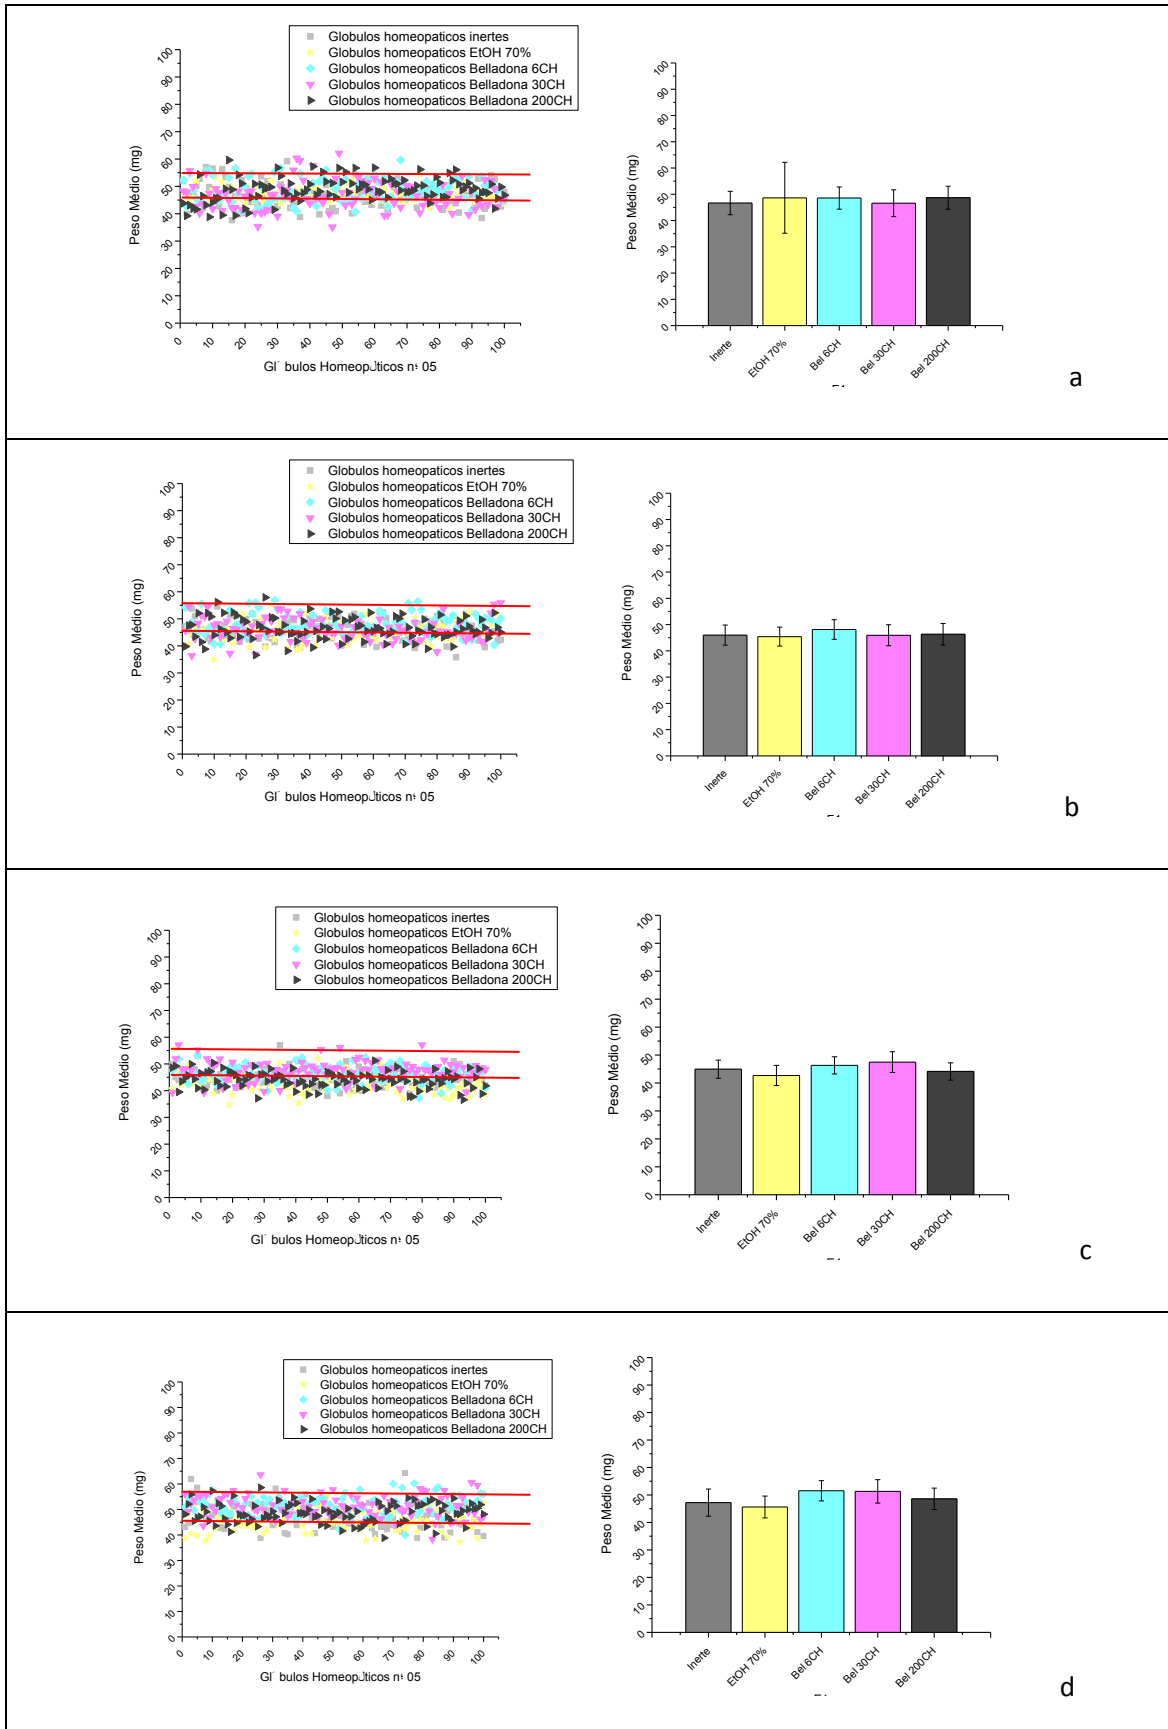 Globulos homeopaticos inertes
Globulos homeopaticos EtOH 70%
Globulos homeopaticos Belladona 6CH
Globulos homeopaticos Belladona 30CH
Globulos homeopaticos Belladona 200CH
Peso Médio (mg)
100
90
80
70
60
50
40
30
20
10
0
0 10 20 30 40 50 60 70 80 90 100
Gl bulos Homeop ticos 05
Peso Médio (mg)
100
90
80
70
60
50
40
30
20
10
0
Inerte EtOH 70% Bel 6CH Bel 30CH Bel 200CH
a
Globulos homeopaticos inertes
Globulos homeopaticos EtOH 70%
Globulos homeopaticos Belladona 6CH
Globulos homeopaticos Belladona 30CH
Globulos homeopaticos Belladona 200CH
Peso Médio (mg)
100
90
80
70
60
50
40
30
20
10
0
0 10 20 30 40 50 60 70 80 90 100
Gl bulos Homeop ticos 05
Peso Médio (mg)
100
90
80
70
60
50
40
30
20
10
0
Inerte EtOH 70% Bel 6CH Bel 30CH Bel 200CH
b
Globulos homeopaticos inertes
Globulos homeopaticos EtOH 70%
Globulos homeopaticos Belladona 6CH
Globulos homeopaticos Belladona 30CH
Globulos homeopaticos Belladona 200CH
Peso Médio (mg)
100
90
80
70
60
50
40
30
20
10
0
0 10 20 30 40 50 60 70 80 90 100
Gl bulos Homeop ticos 05
Peso Médio (mg)
100
90
80
70
60
50
40
30
20
10
0
Inerte EtOH 70% Bel 6CH Bel 30CH Bel 200CH
c
Globulos homeopaticos inertes
Globulos homeopaticos EtOH 70%
Globulos homeopaticos Belladona 6CH
Globulos homeopaticos Belladona 30CH
Globulos homeopaticos Belladona 200CH
Peso Médio (mg)
100
90
80
70
60
50
40
30
20
10
0
0 10 20 30 40 50 60 70 80 90 100
Gl bulos Homeop ticos 05
Peso Médio (mg)
100
90
80
70
60
50
40
30
20
10
0
Inerte EtOH 70% Bel 6CH Bel 30CH Bel 200CH
d